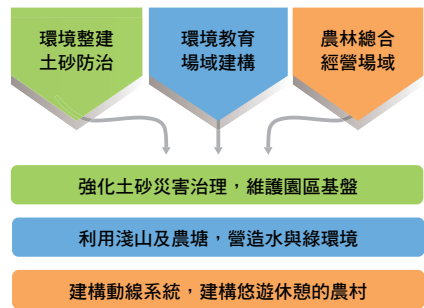 環境整建
土砂防治
環境教育
場域建構
農林總合
經營場域
強化土砂災害治理，維護園區基盤
利用淺山及農塘，營造水與綠環境
建構動線系統，建構悠遊休憩的農村